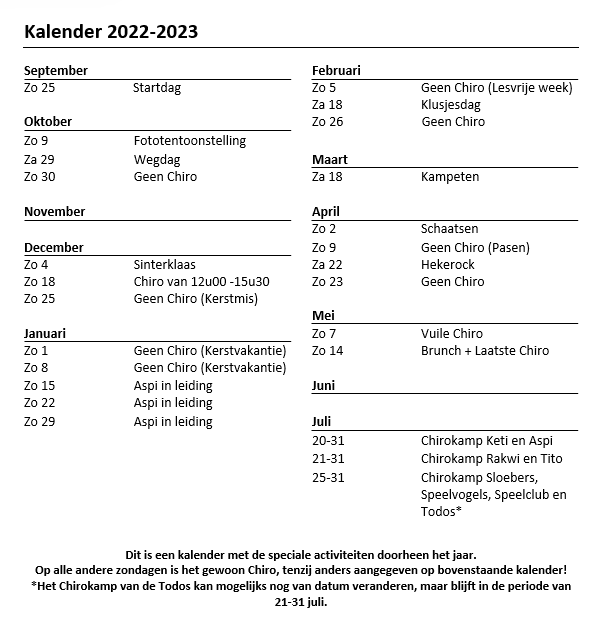 Kalender 2022-2023
September
Zo 25 Startdag
Oktober
Zo 9 Fototentoonstelling
Za 29 Wegdag
Zo 30 Geen Chiro
November
December
Zo 4 Sinterklaas
Zo 18 Chiro van 12u00 -15u30
Zo 25 Geen Chiro (Kerstmis)
Januari
Zo 1 Geen Chiro (Kerstvakantie)
Zo 8 Geen Chiro (Kerstvakantie)
Zo 15 Aspi in leiding
Zo 22 Aspi in leiding
Zo 29 Aspi in leiding
Februari
Zo 5 Geen Chiro (Lesvrije week)
Za 18 Klusjesdag
Zo 26 Geen Chiro
Maart
Za 18 Kampeten
April
Zo 2 Schaatsen
Zo 9 Geen Chiro (Pasen)
Za 22 Hekerock
Zo 23 Geen Chiro
Mei
Zo 7 Vuile Chiro
Zo 14 Brunch + Laatste Chiro
Juni
Juli
20-31 Chirokamp Keti en Aspi
21-31 Chirokamp Rakwi en Tito
25-31 Chirokamp Sloebers,
Speelvogels, Speelclub en
Todos*
Dit is een kalender met de speciale activiteiten doorheen het jaar.
Op alle andere zondagen is het gewoon Chiro, tenzij anders aangegeven op bovenstaande kalender!
*Het Chirokamp van de Todos kan mogelijks nog van datum veranderen, maar blijft in de periode van
21-31 juli.